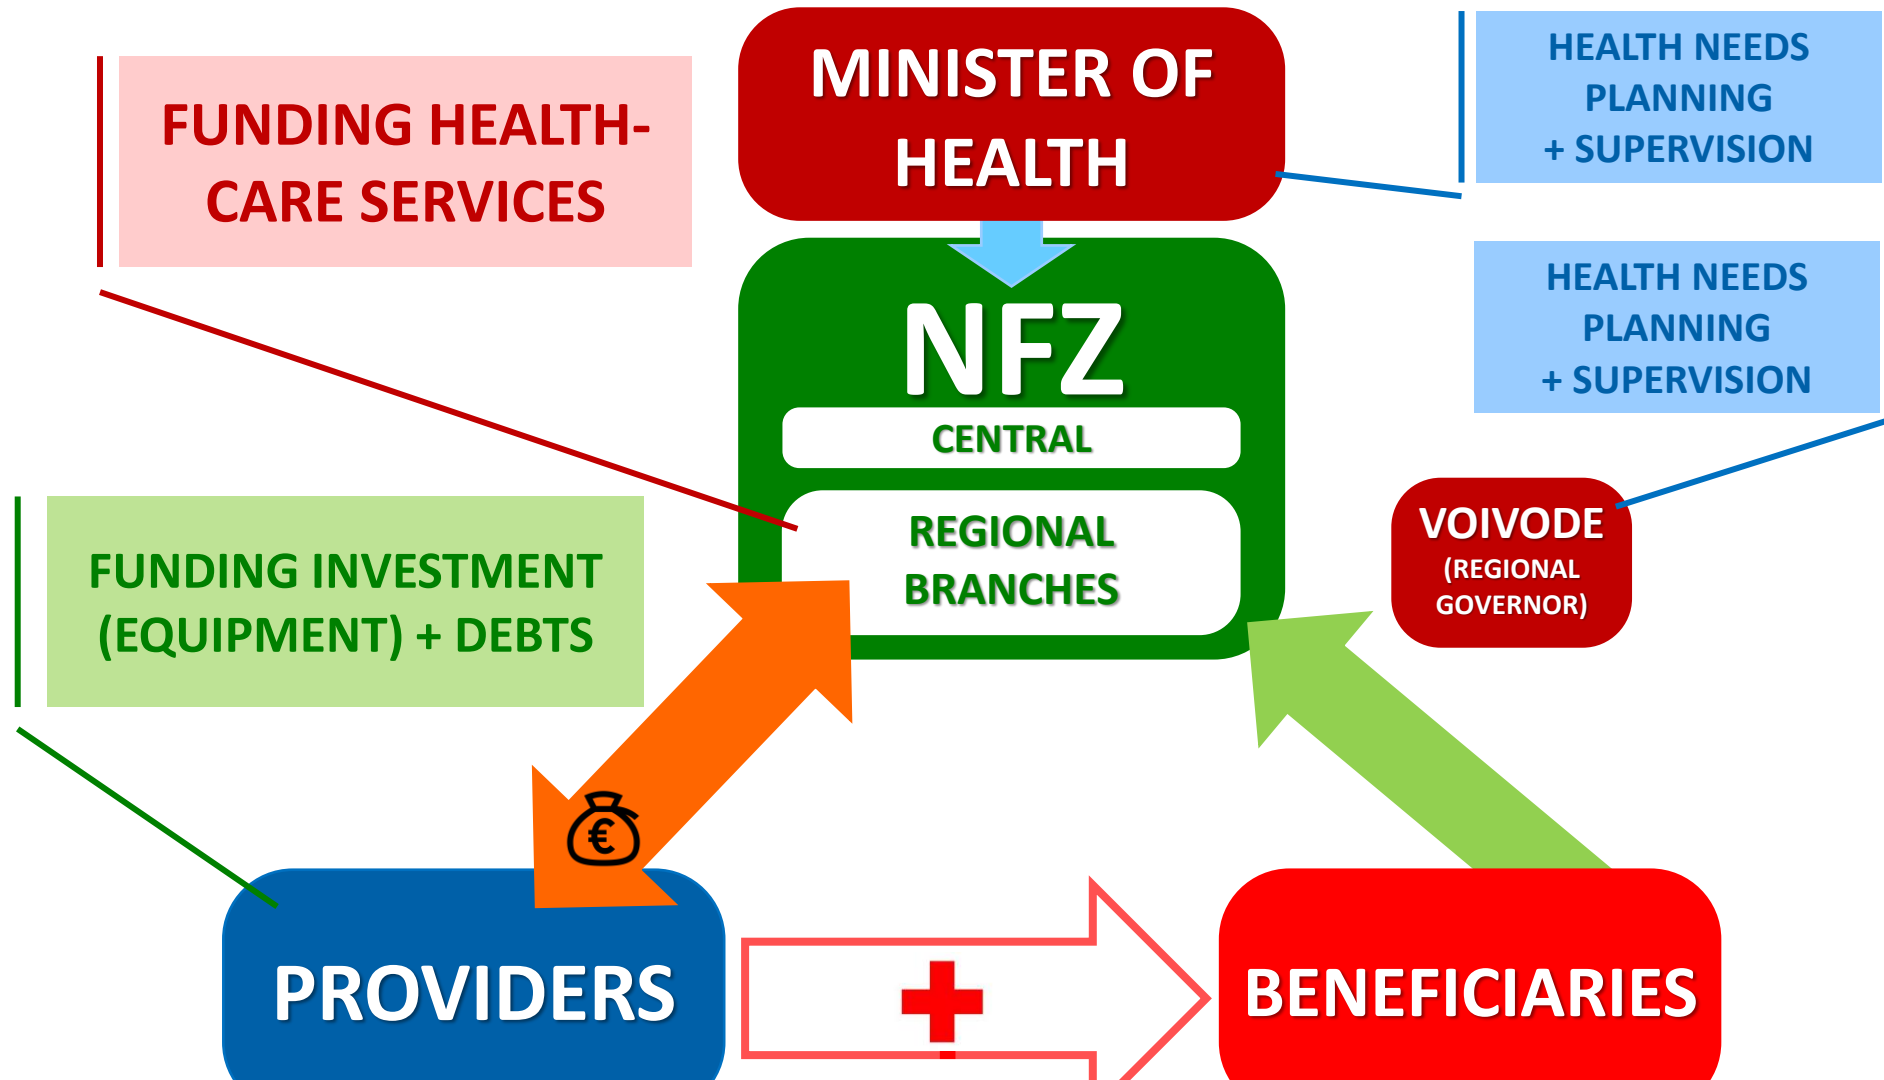 MINISTER OF
HEALTH
HEALTH NEEDS
PLANNING
+ SUPERVISION
FUNDING HEALTH-
CARE SERVICES
HEALTH NEEDS
PLANNING
+ SUPERVISION
NFZ
CENTRAL
REGIONAL
BRANCHES
VOIVODE
(REGIONAL
GOVERNOR)
FUNDING INVESTMENT
(EQUIPMENT) + DEBTS
€
PROVIDERS
BENEFICIARIES